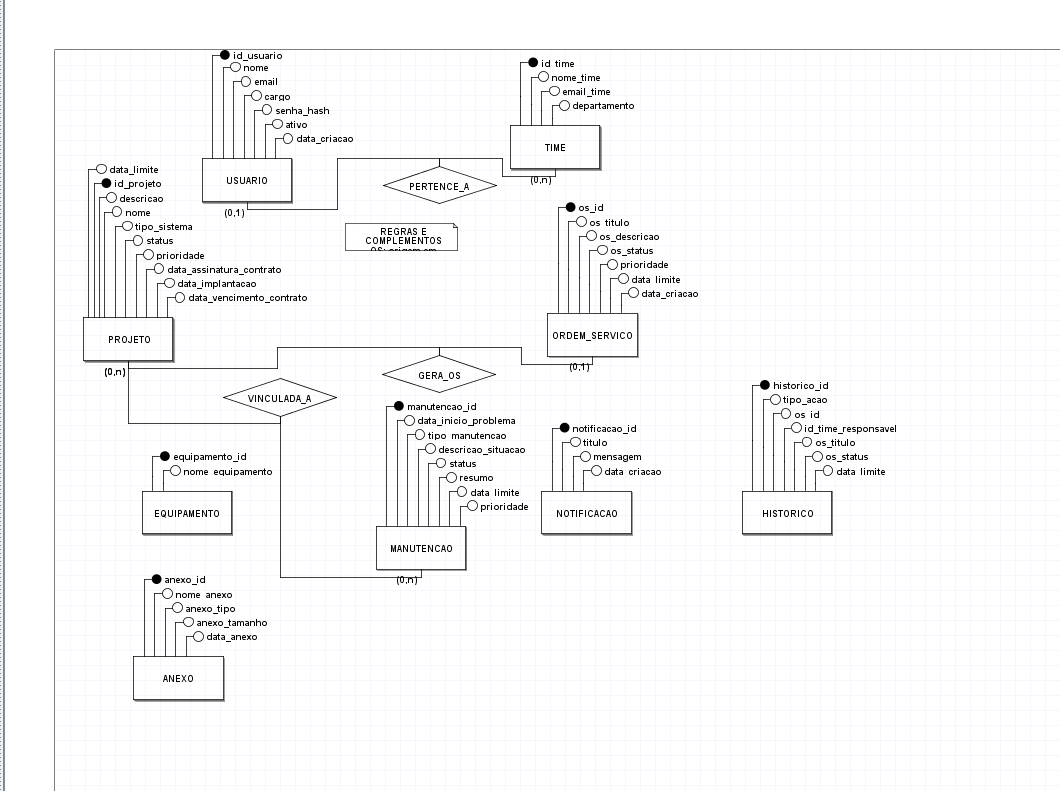 id_usuario
nome
email
cargo
senha_hash
ativo
data_criacao
USUARIO
(0,1)
id_time
nome_time
email_time
departamento
TIME
(0,n)
PERTENCE_A
REGRAS E
COMPLEMENTOS
data_limite
id_projeto
descricao
nome
tipo_sistema
status
prioridade
data_assinatura_contrato
data_implantacao
data_vencimento_contrato
PROJETO
(0,n)
os_id
os_titulo
os_descricao
os_status
prioridade
data_limite
data_criacao
ORDEM_SERVICO
(0,1)
GERA_OS
VINCULADA_A
manutencao_id
data_inicio_problema
tipo_manutencao
descricao_situacao
status
resumo
data_limite
prioridade
MANUTENCAO
(0,n)
notificacao_id
titulo
mensagem
data_criacao
NOTIFICACAO
historico_id
tipo_acao
os_id
id_time_responsavel
os_titulo
os_status
data_limite
HISTORICO
equipamento_id
nome_equipamento
EQUIPAMENTO
anexo_id
nome_anexo
anexo_tipo
anexo_tamanho
data_anexo
ANEXO